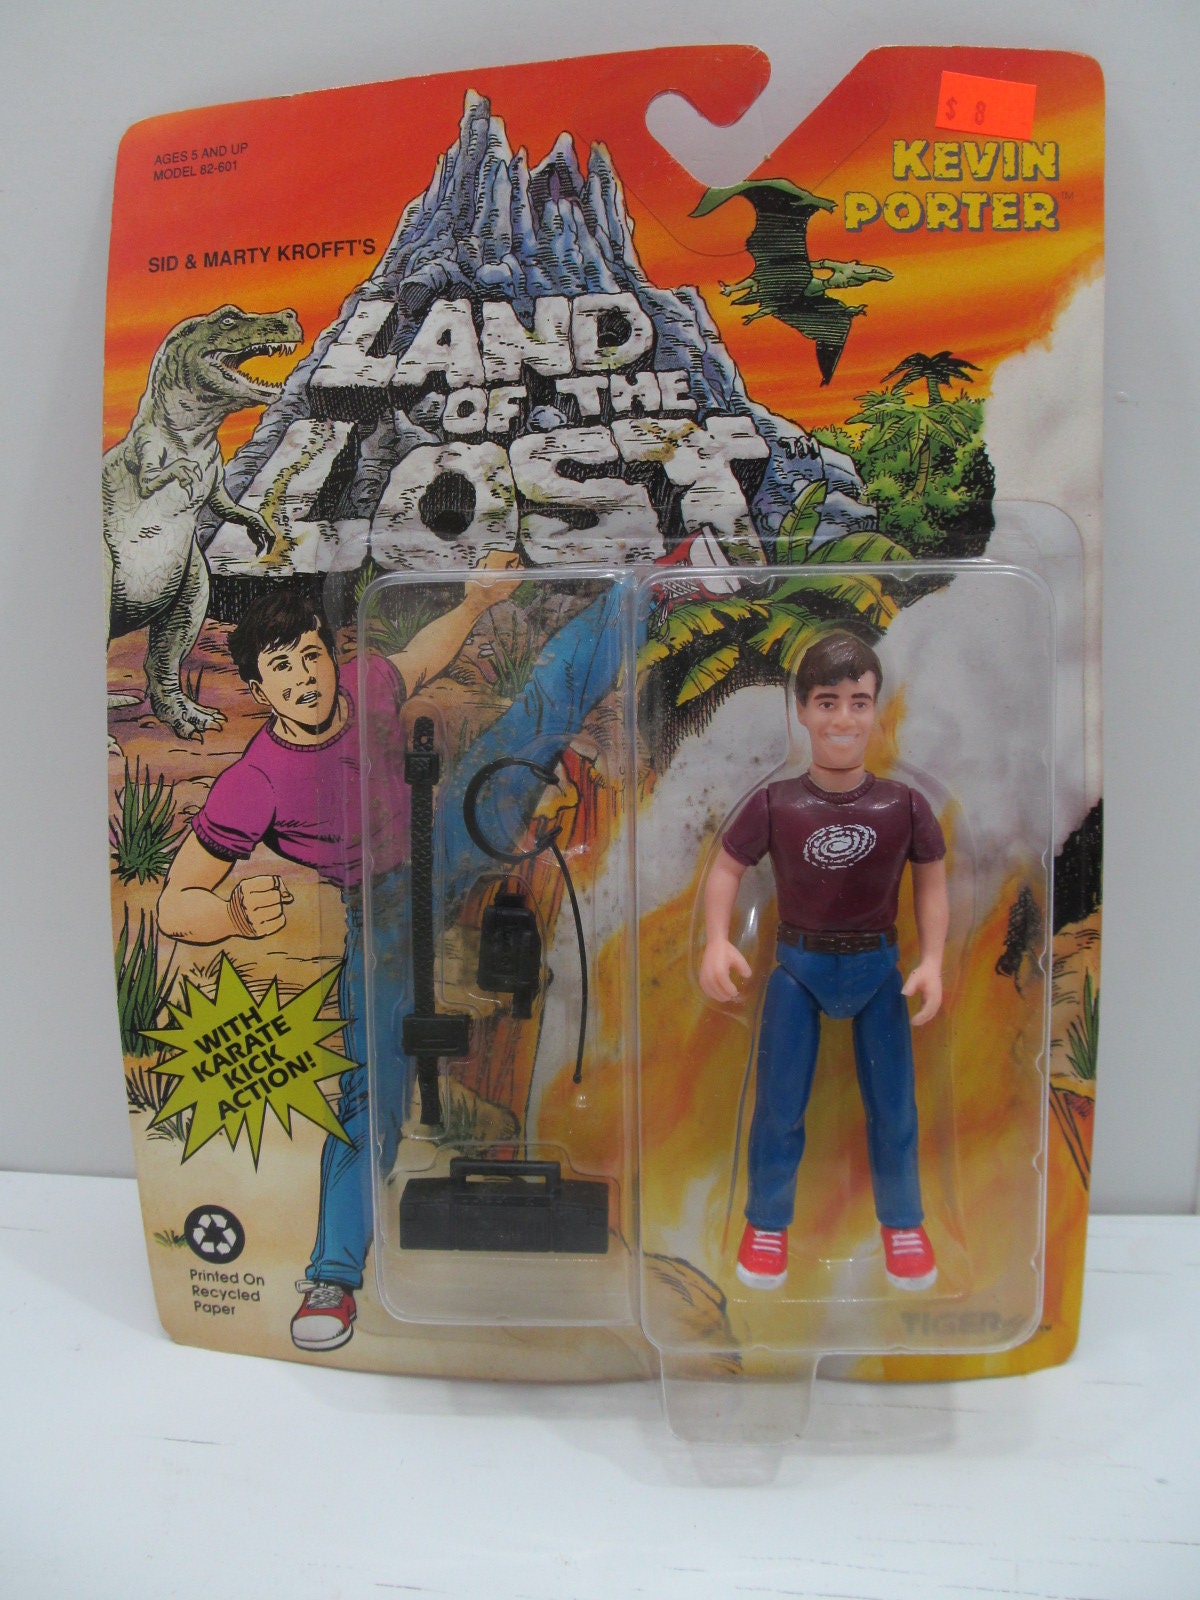 $ 8
AGES 5 AND UP
MODEL 82-601
KEVIN
PORTER™
SID & MARTY KROFFT'S
LAND
OF THE
LOST™
WITH
KARATE
KICK
ACTION!
Printed On
Recycled
Paper
TIGER™